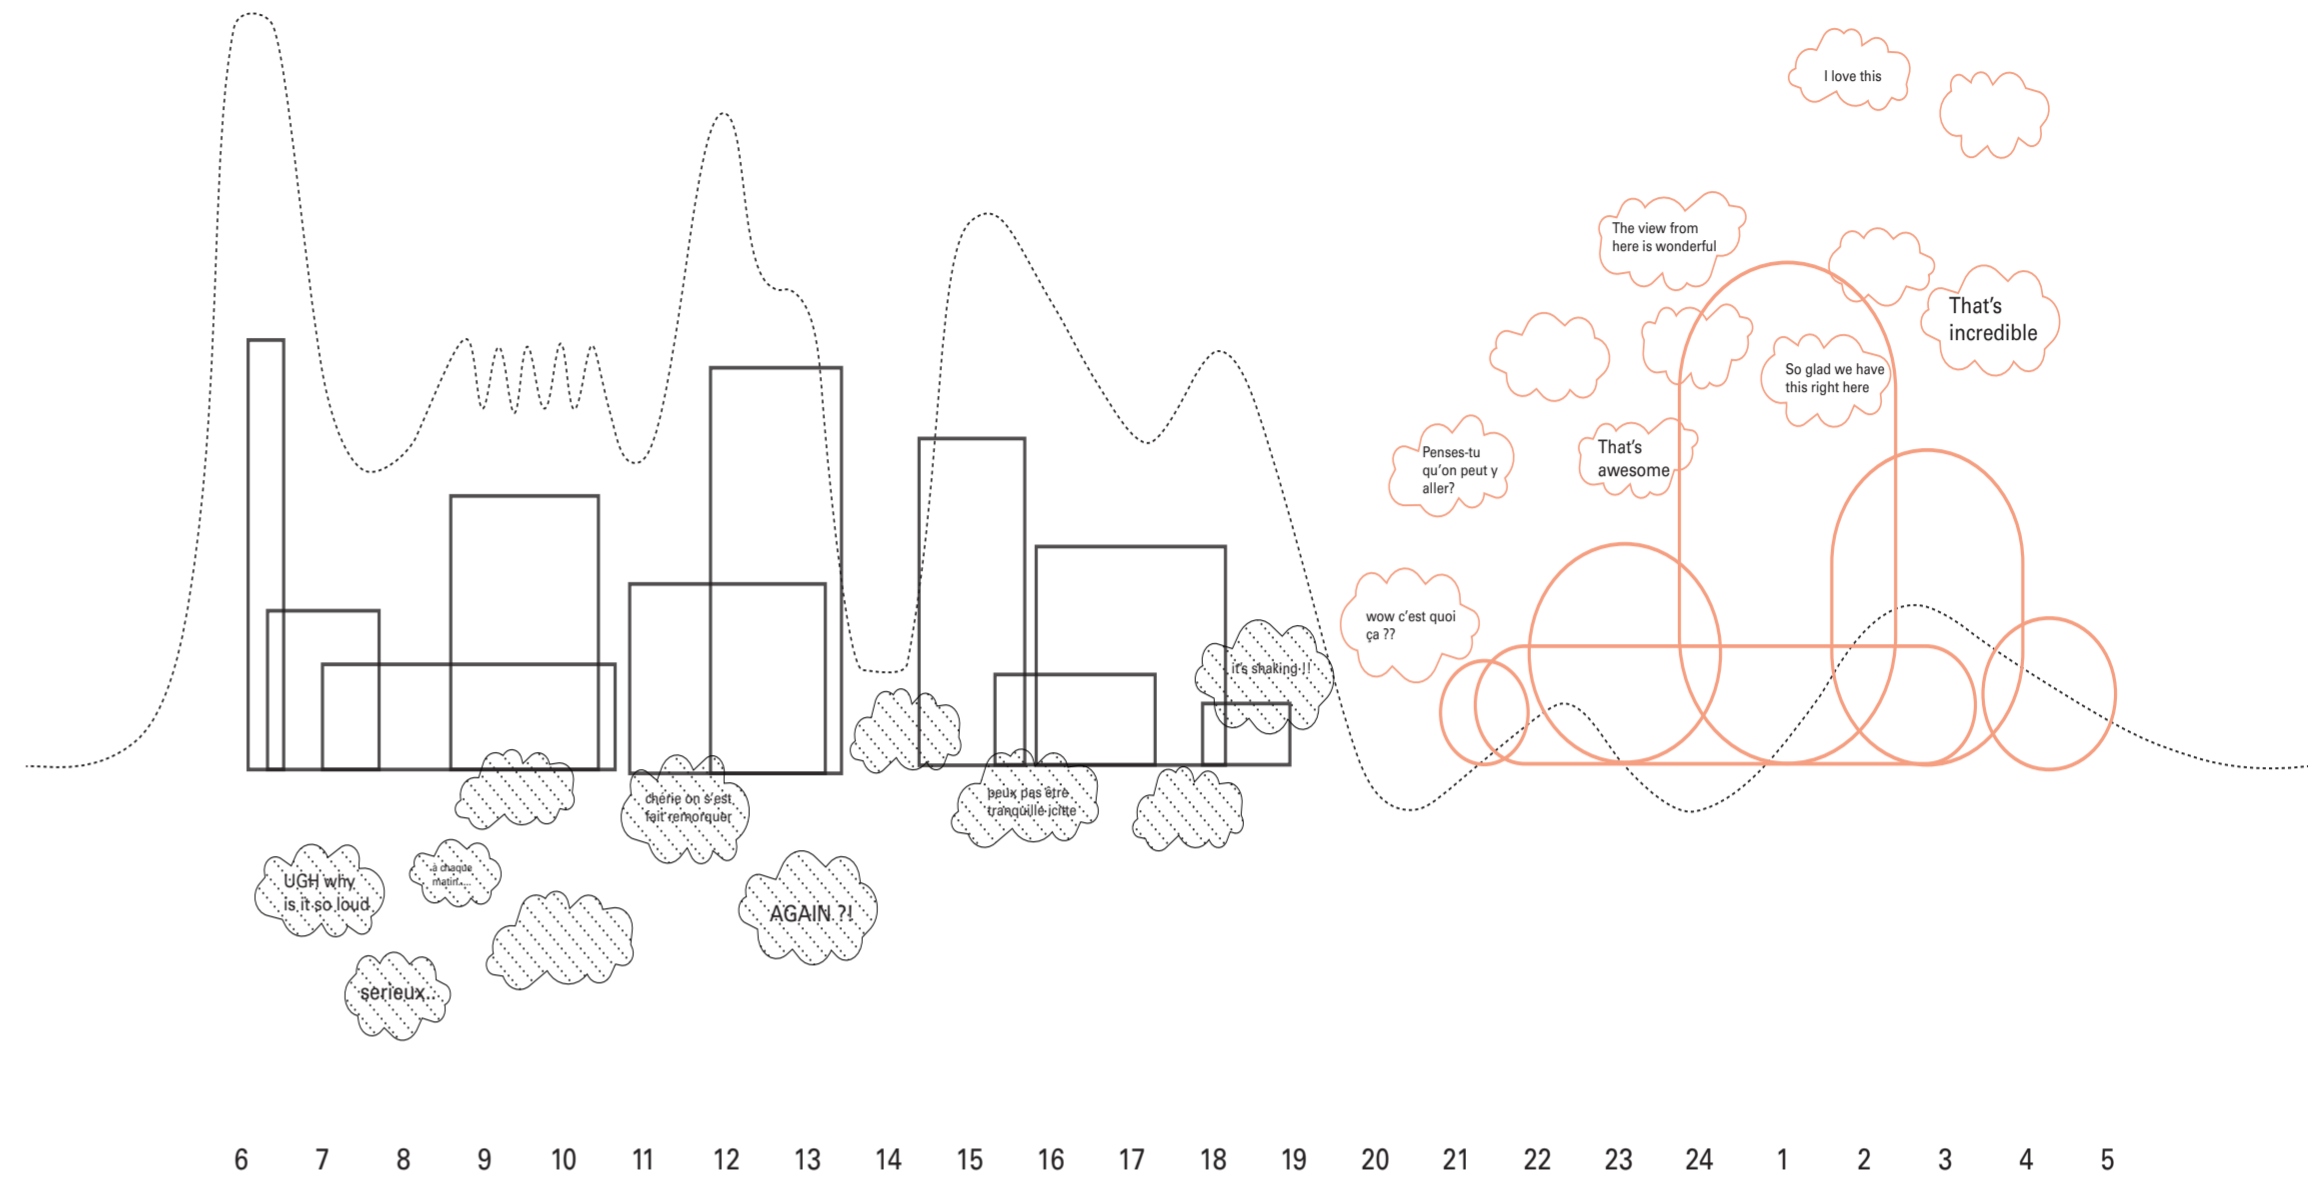 I love this
The view from
here is wonderful
That's
incredible
So glad we have
this right here
Penses-tu
qu'on peut y
aller?
That's
awesome
wow c'est quoi
ça ??
it's shaking !!
chérie on s'est
fait remorquer
peux pas être
tranquille icitte
UGH why
is it so loud
à chaque
matin....
AGAIN ?!
serieux..
6 7 8 9 10 11 12 13 14 15 16 17 18 19 20 21 22 23 24 1 2 3 4 5